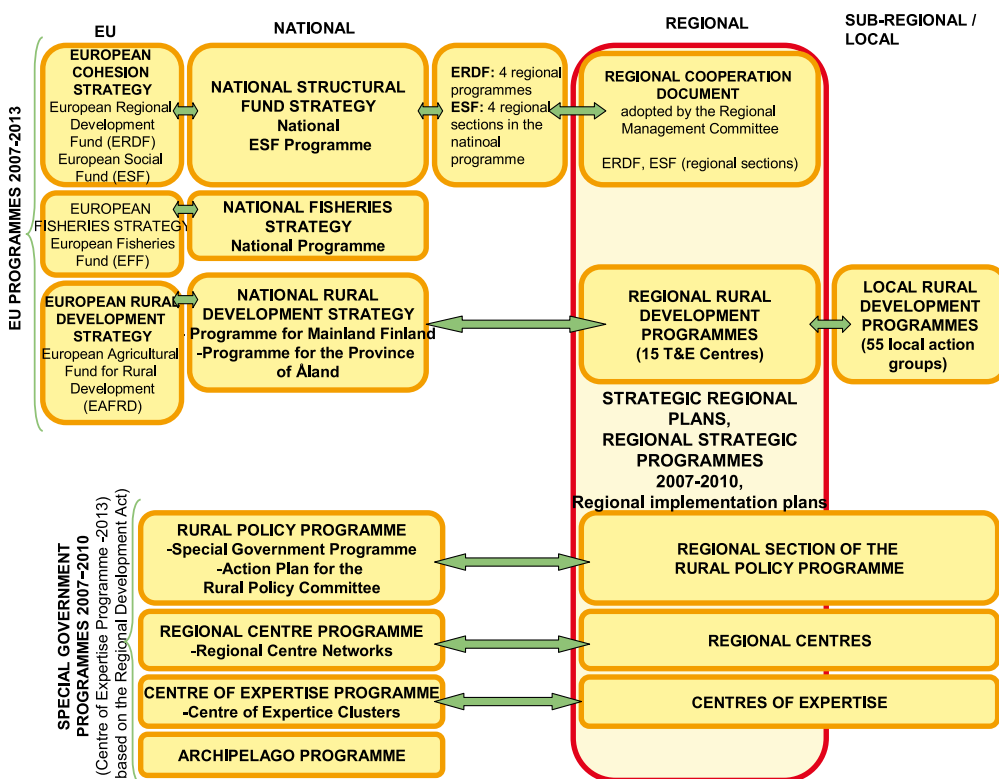 EU
NATIONAL
REGIONAL
SUB-REGIONAL /
LOCAL
EU PROGRAMMES 2007-2013
EUROPEAN
COHESION
STRATEGY
European Regional
Development
Fund (ERDF)
European Social
Fund (ESF)
NATIONAL STRUCTURAL
FUND STRATEGY
National
ESF Programme
ERDF: 4 regional
programmes
ESF: 4 regional
sections in the
natinoal
programme
REGIONAL COOPERATION
DOCUMENT
adopted by the Regional
Management Committee
ERDF, ESF (regional sections)
EUROPEAN
FISHERIES STRATEGY
European Fisheries
Fund (EFF)
NATIONAL FISHERIES
STRATEGY
National Programme
EUROPEAN RURAL
DEVELOPMENT
STRATEGY
European Agricultural
Fund for Rural
Development
(EAFRD)
NATIONAL RURAL
DEVELOPMENT STRATEGY
- Programme for Mainland Finland
-Programme for the Province
of Åland
REGIONAL RURAL
DEVELOPMENT
PROGRAMMES
(15 T&E Centres)
LOCAL RURAL
DEVELOPMENT
PROGRAMMES
(55 local action
groups)
STRATEGIC REGIONAL
PLANS,
REGIONAL STRATEGIC
PROGRAMMES
2007-2010,
Regional implementation plans
SPECIAL GOVERNMENT
PROGRAMMES 2007–2010
(Centre of Expertise Programme -2013)
based on the Regional Development Act)
RURAL POLICY PROGRAMME
-Special Government Programme
-Action Plan for the
Rural Policy Committee
REGIONAL SECTION OF THE
RURAL POLICY PROGRAMME
REGIONAL CENTRE PROGRAMME
-Regional Centre Networks
REGIONAL CENTRES
CENTRE OF EXPERTISE PROGRAMME
-Centre of Expertice Clusters
CENTRES OF EXPERTISE
ARCHIPELAGO PROGRAMME